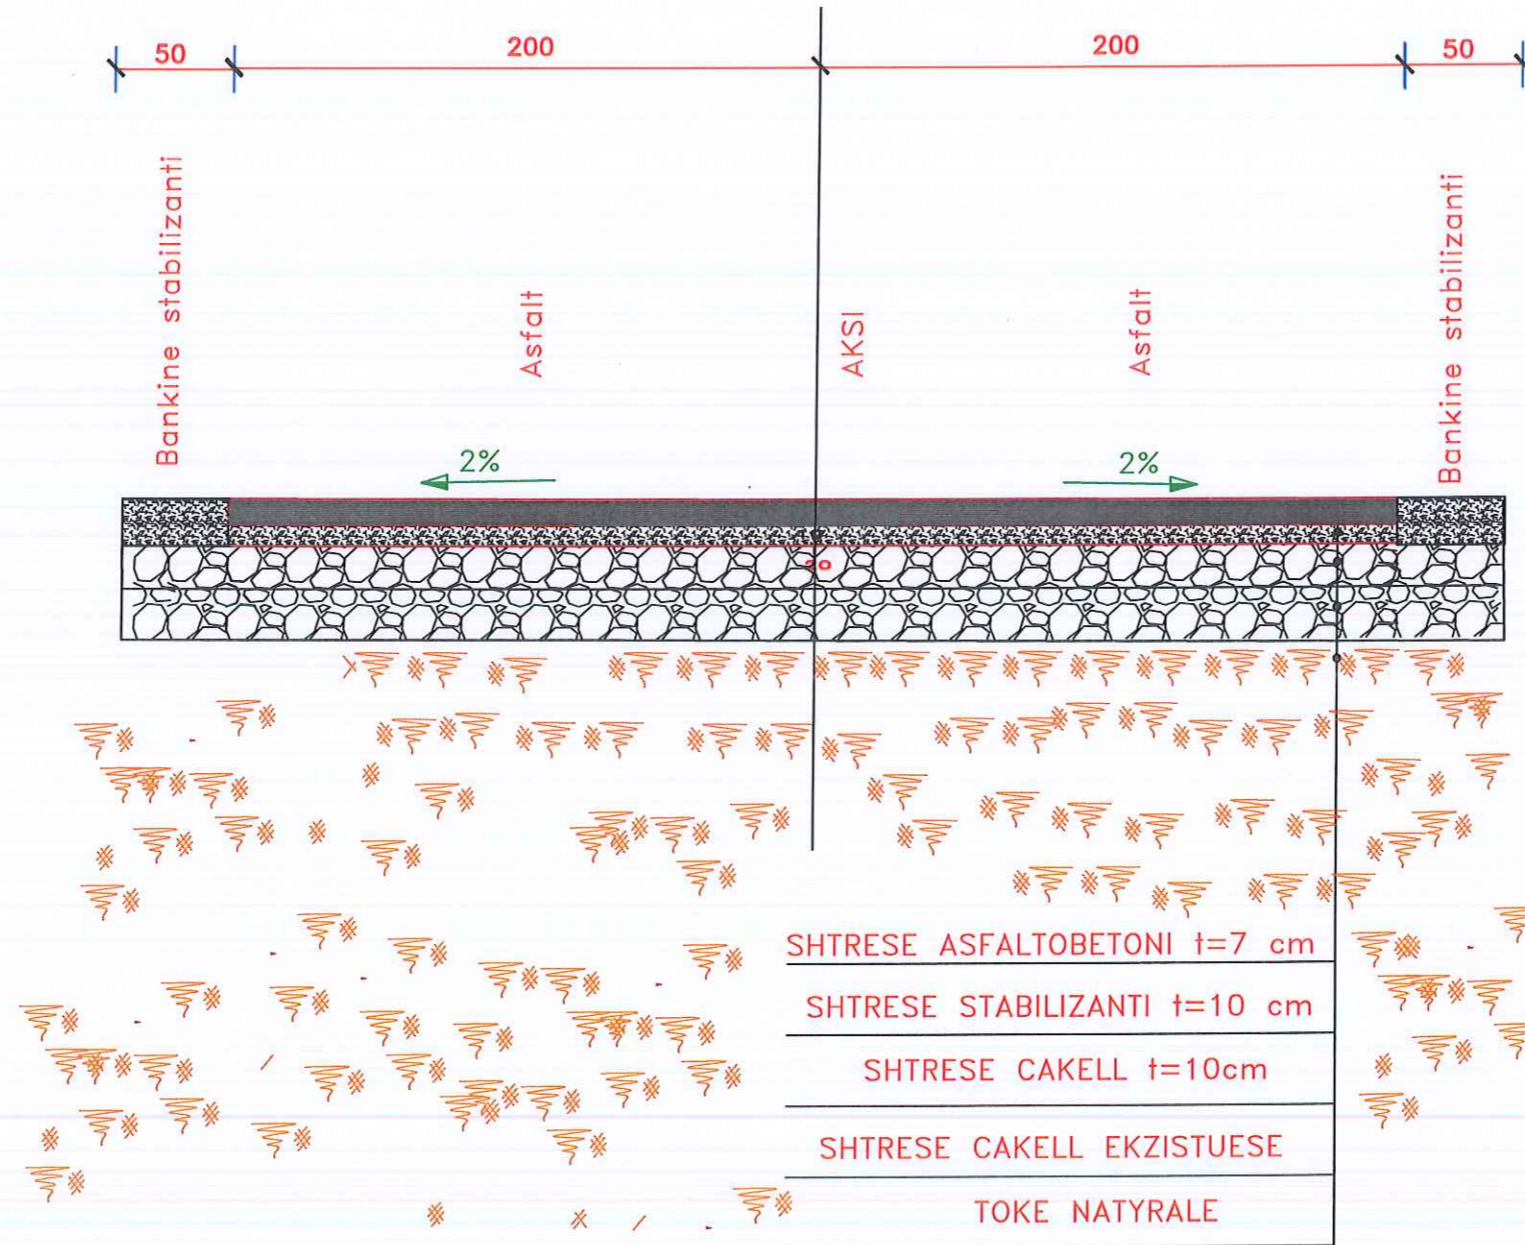 50
200
200
50
Bankine stabilizanti
Asfalt
AKSI
Asfalt
Bankine stabilizanti
2%
2%
SHTRESE ASFALTOBETONI t=7 cm
SHTRESE STABILIZANTI t=10 cm
SHTRESE CAKELL t=10cm
SHTRESE CAKELL EKZISTUESE
TOKE NATYRALE